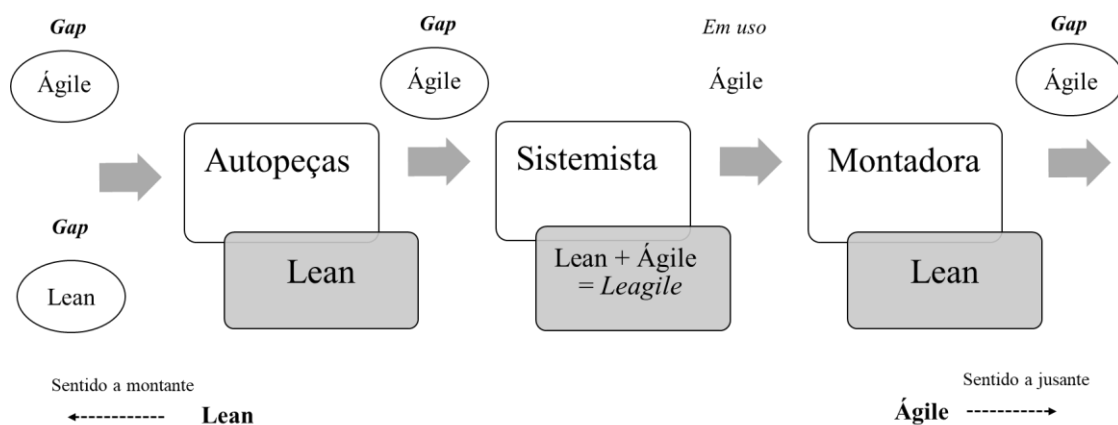 Gap
Ágile
Gap
Ágile
Em uso
Ágile
Gap
Ágile
Autopeças
Sistemista
Montadora
Gap
Lean
Lean
Lean + Ágile
= Leagile
Lean
Sentido a montante
Lean
Sentido a jusante
Ágile